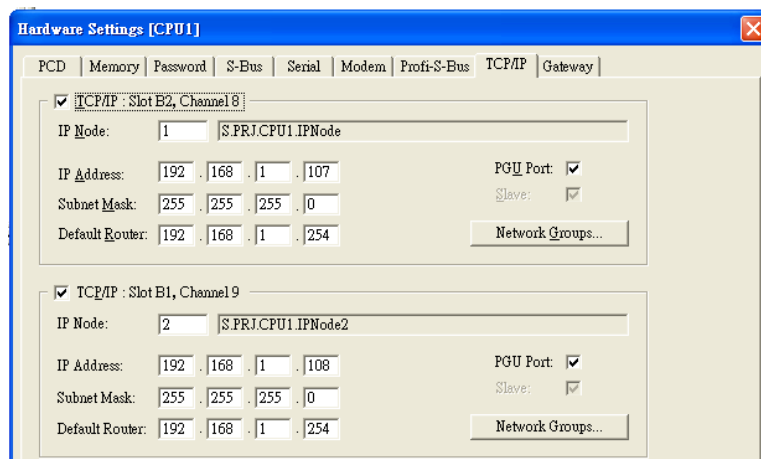 Hardware Settings [CPU1]
PCD Memory Password S-Bus Serial Modem Profi-S-Bus TCP/IP Gateway
TCP/IP : Slot B2, Channel 8
IP Node: 1 S.PRJ.CPU1.IPNode
IP Address: 192 . 168 . 1 . 107 PGU Port:
Slave:
Subnet Mask: 255 . 255 . 255 . 0
Default Router: 192 . 168 . 1 . 254 Network Groups...
TCP/IP : Slot B1, Channel 9
IP Node: 2 S.PRJ.CPU1.IPNode2
IP Address: 192 . 168 . 1 . 108 PGU Port:
Slave:
Subnet Mask: 255 . 255 . 255 . 0
Default Router: 192 . 168 . 1 . 254 Network Groups...